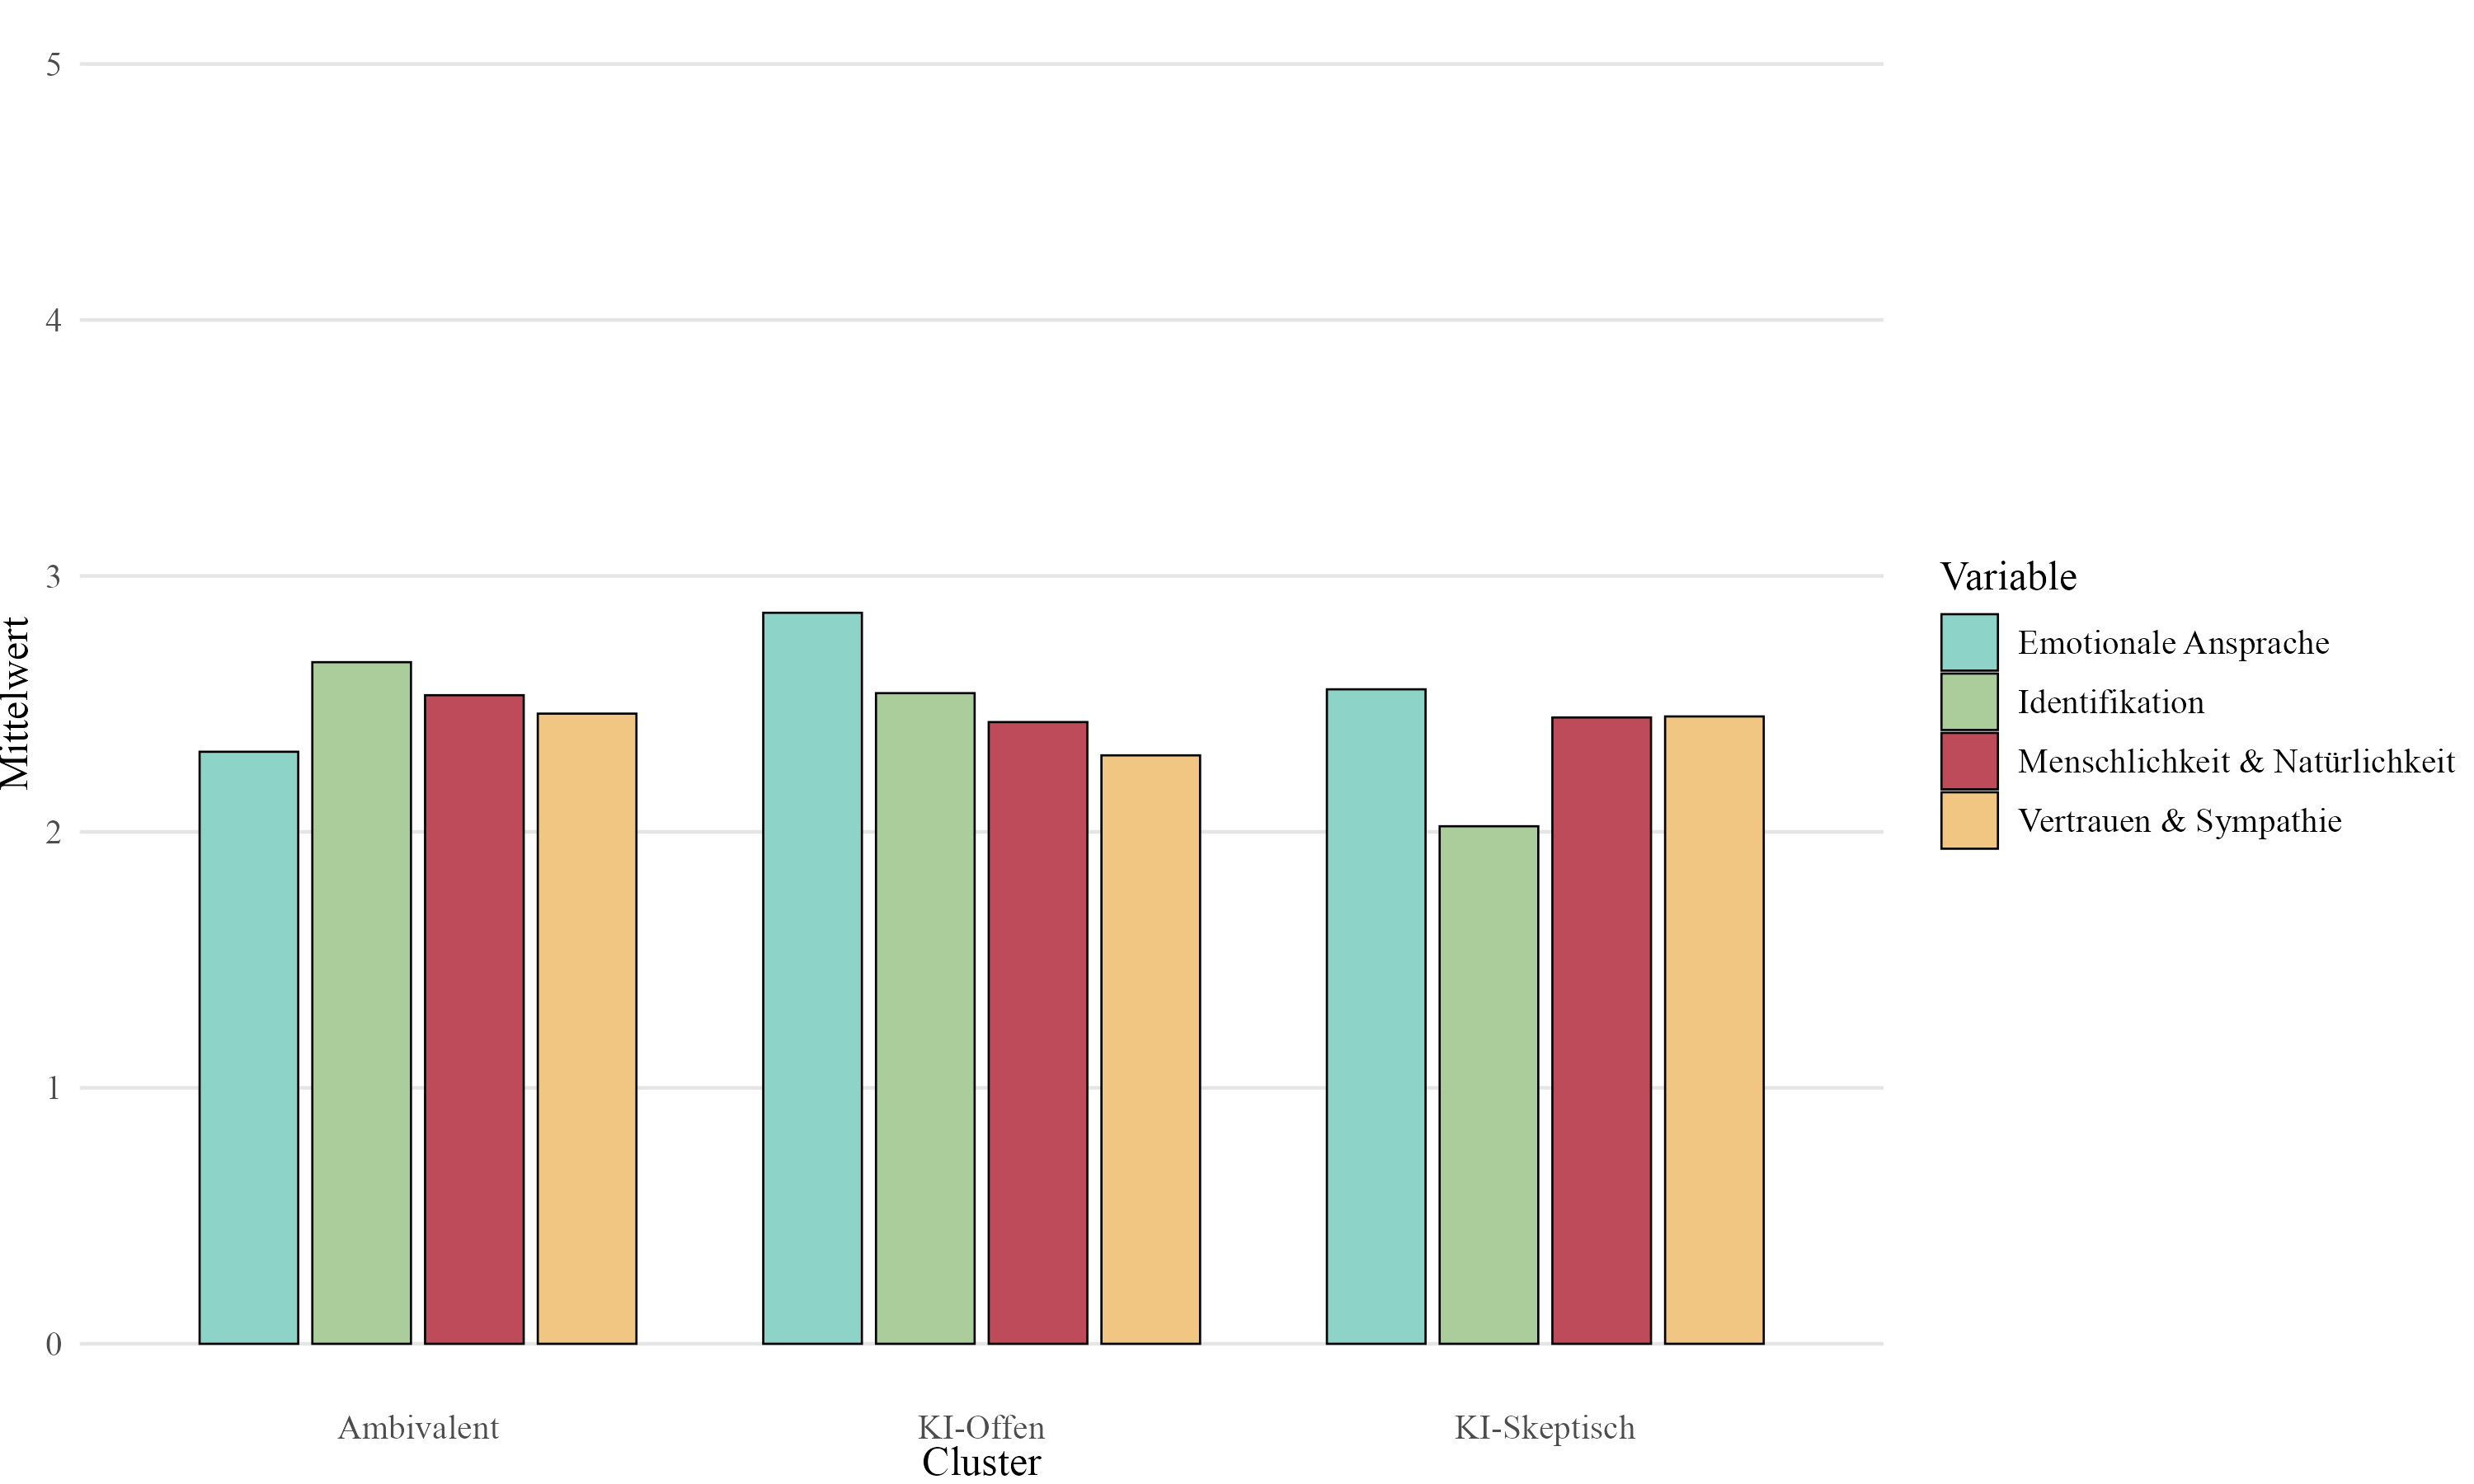 5
4
3
2
1
0
Mittelwert
Ambivalent
KI-Offen
KI-Skeptisch
Cluster
Variable
Emotionale Ansprache
Identifikation
Menschlichkeit & Natürlichkeit
Vertrauen & Sympathie